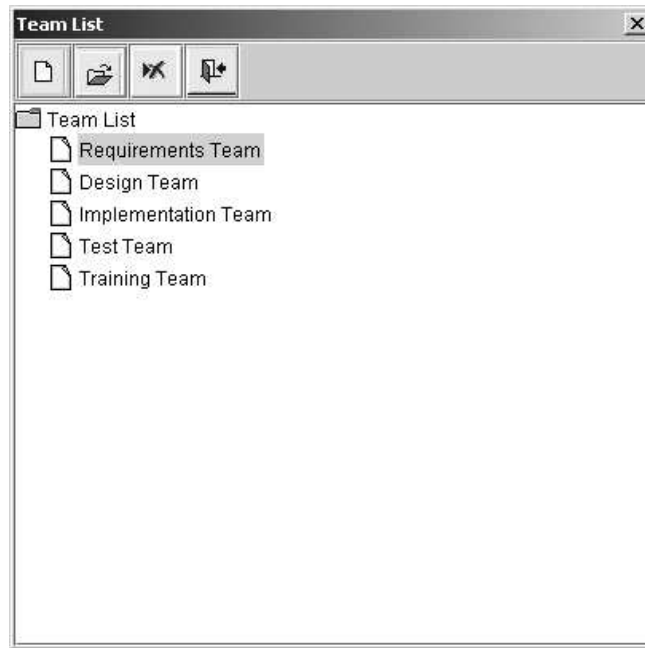 Team List
Team List
Requirements Team
Design Team
Implementation Team
Test Team
Training Team